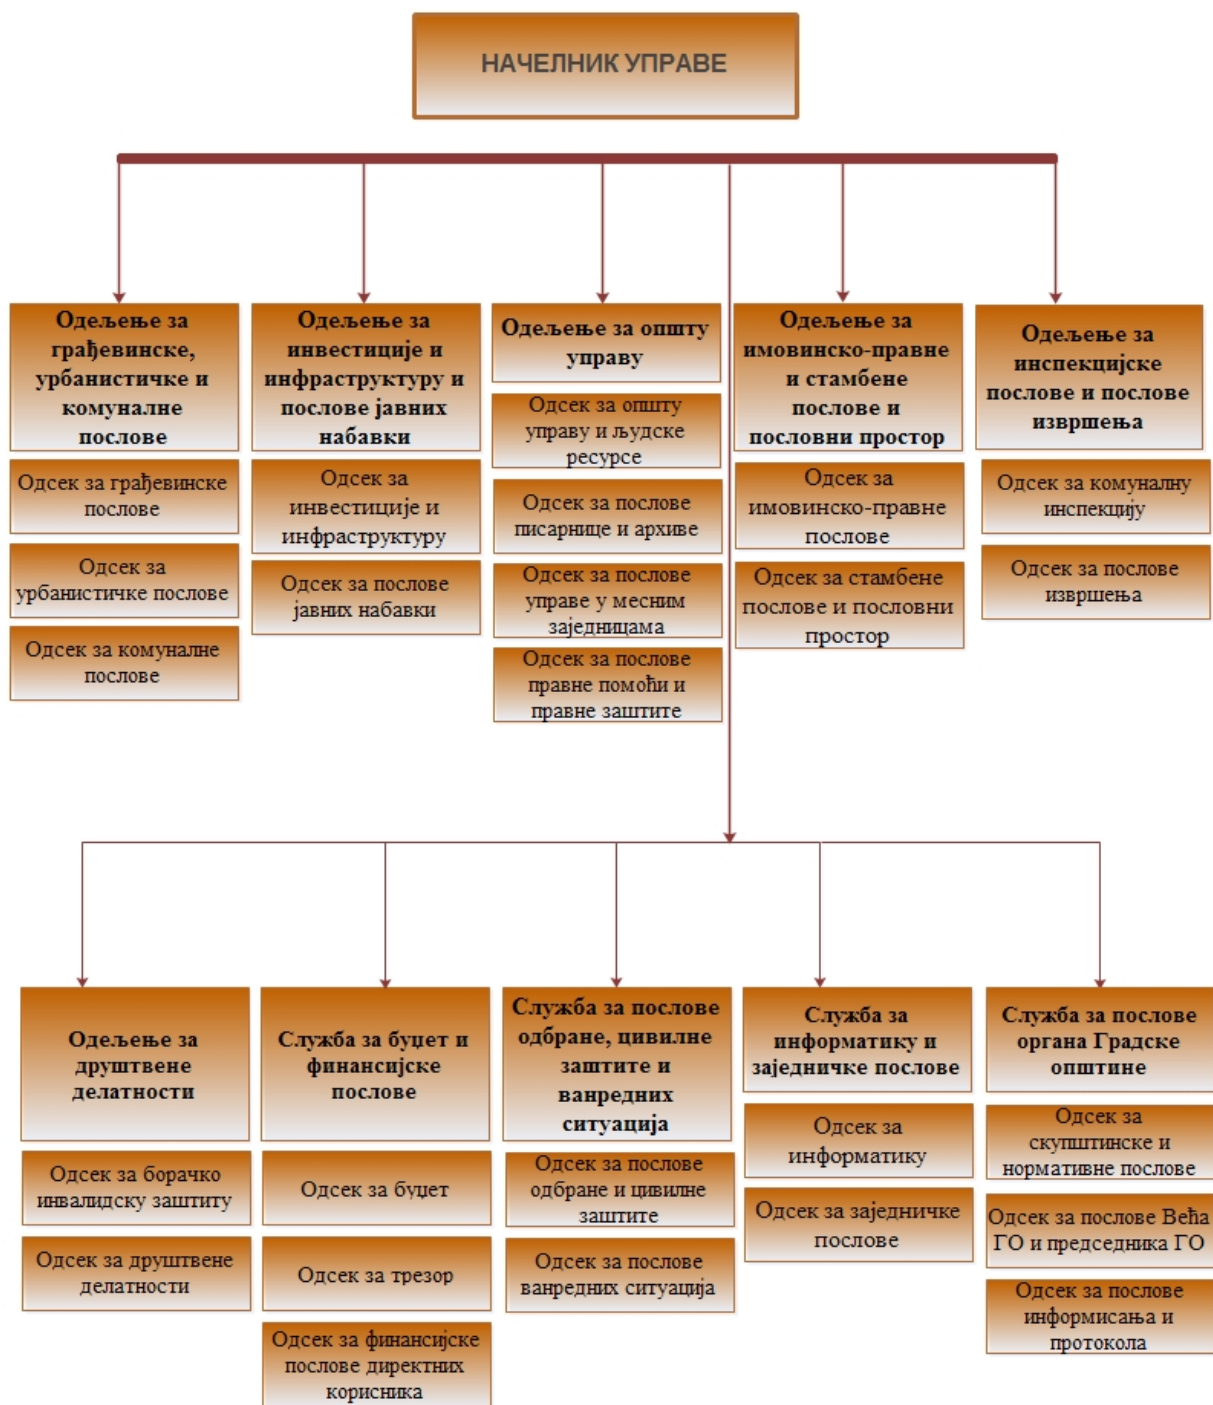 НАЧЕЛНИК УПРАВЕ
Одељење за
грађевинске,
урбанистичке и
комуналне
послове
Одсек за грађевинске
послове
Одсек за
урбанистичке послове
Одсек за комуналне
послове
Одељење за
инвестиције и
инфраструктуру и
послове јавних
набавки
Одсек за
инвестиције и
инфраструктуру
Одсек за послове
јавних набавки
Одељење за општу
управу
Одсек за општу
управу и људске
ресурсе
Одсек за послове
писарнице и архиве
Одсек за послове
управе у месним
заједницама
Одсек за послове
правне помоћи и
правне заштите
Одељење за
имовинско-правне
и стамбене
послове и
пословни простор
Одсек за
имовинско-правне
послове
Одсек за стамбене
послове и пословни
простор
Одељење за
инспекцијске
послове и послове
извршења
Одсек за комуналну
инспекцију
Одсек за послове
извршења
Одељење за
друштвене
делатности
Одсек за борачко
инвалидску заштиту
Одсек за друштвене
делатности
Служба за буџет и
финансијске
послове
Одсек за буџет
Одсек за трезор
Одсек за финансијске
послове директних
корисника
Служба за послове
одбране, цивилне
заштите и
ванредних
ситуација
Одсек за послове
одбране и цивилне
заштите
Одсек за послове
ванредних ситуација
Служба за
информатику и
заједничке послове
Одсек за
информатику
Одсек за заједничке
послове
Служба за послове
органа Градске
општине
Одсек за
скупштинске и
нормативне послове
Одсек за послове Већа
ГО и председника ГО
Одсек за послове
информисања и
протокола